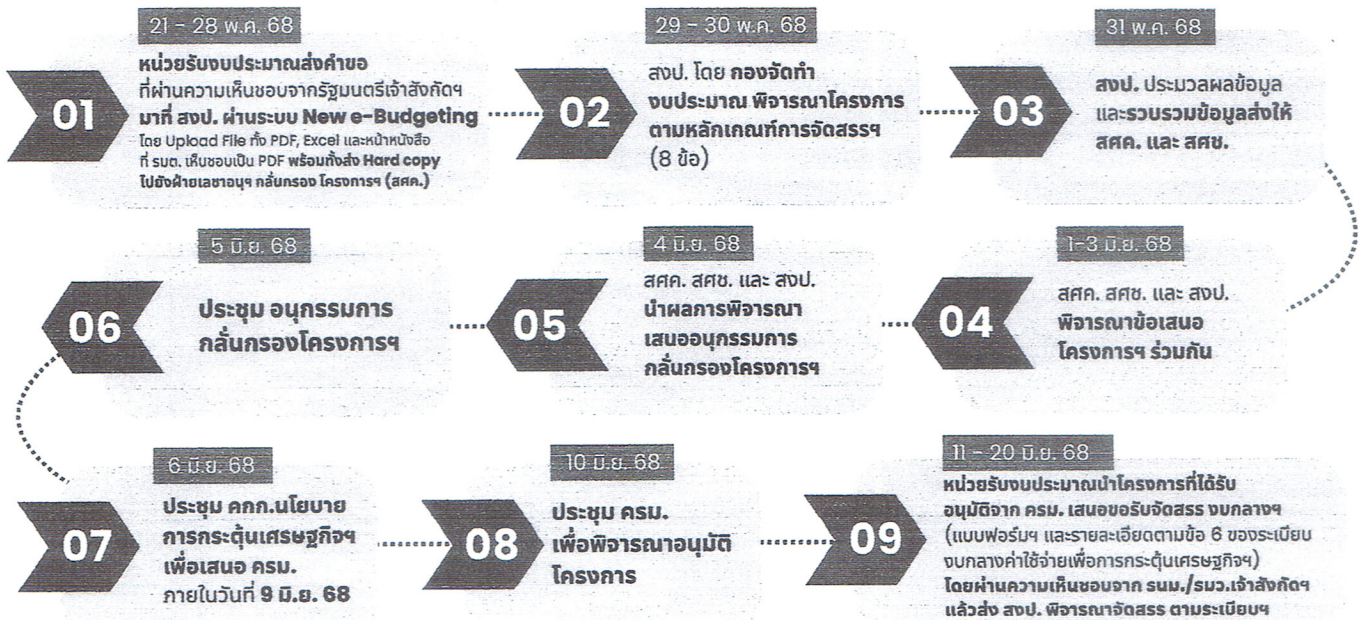 21 - 28 พ.ค. 68
01
หน่วยรับงบประมาณส่งคำขอ
ที่ผ่านความเห็นชอบจากรัฐมนตรีเจ้าสังกัดฯ
มาที่ สงป. ผ่านระบบ New e-Budgeting
โดย Upload File ทั้ง PDF, Excel และหน้าหนังสือ
ที่ รมต. เห็นชอบเป็น PDF พร้อมทั้งส่ง Hard copy
ไปยังฝ่ายเลขาอนุฯ กลั่นกรอง โครงการฯ (สศค.)
29 - 30 พ.ค. 68
02
สงป. โดย กองจัดทำ
งบประมาณ พิจารณาโครงการ
ตามหลักเกณฑ์การจัดสรรฯ
(8 ข้อ)
31 พ.ค. 68
03
สงป. ประมวลผลข้อมูล
และรวบรวมข้อมูลส่งให้
สศค. และ สศช.
1-3 มิ.ย. 68
04
สศค. สศช. และ สงป.
พิจารณาข้อเสนอ
โครงการฯ ร่วมกัน
4 มิ.ย. 68
05
สศค. สศช. และ สงป.
นำผลการพิจารณา
เสนออนุกรรมการ
กลั่นกรองโครงการฯ
5 มิ.ย. 68
06
ประชุม อนุกรรมการ
กลั่นกรองโครงการฯ
6 มิ.ย. 68
07
ประชุม คกก.นโยบาย
การกระตุ้นเศรษฐกิจฯ
เพื่อเสนอ ครม.
ภายในวันที่ 9 มิ.ย. 68
10 มิ.ย. 68
08
ประชุม ครม.
เพื่อพิจารณาอนุมัติ
โครงการ
11 - 20 มิ.ย. 68
09
หน่วยรับงบประมาณนำโครงการที่ได้รับ
อนุมัติจาก ครม. เสนอขอรับจัดสรร งบกลางฯ
(แบบฟอร์มฯ และรายละเอียดตามข้อ 6 ของระเบียบ
งบกลางค่าใช้จ่ายเพื่อการกระตุ้นเศรษฐกิจฯ)
โดยผ่านความเห็นชอบจาก รนม./รมว.เจ้าสังกัดฯ
แล้วส่ง สงป. พิจารณาจัดสรร ตามระเบียบฯ